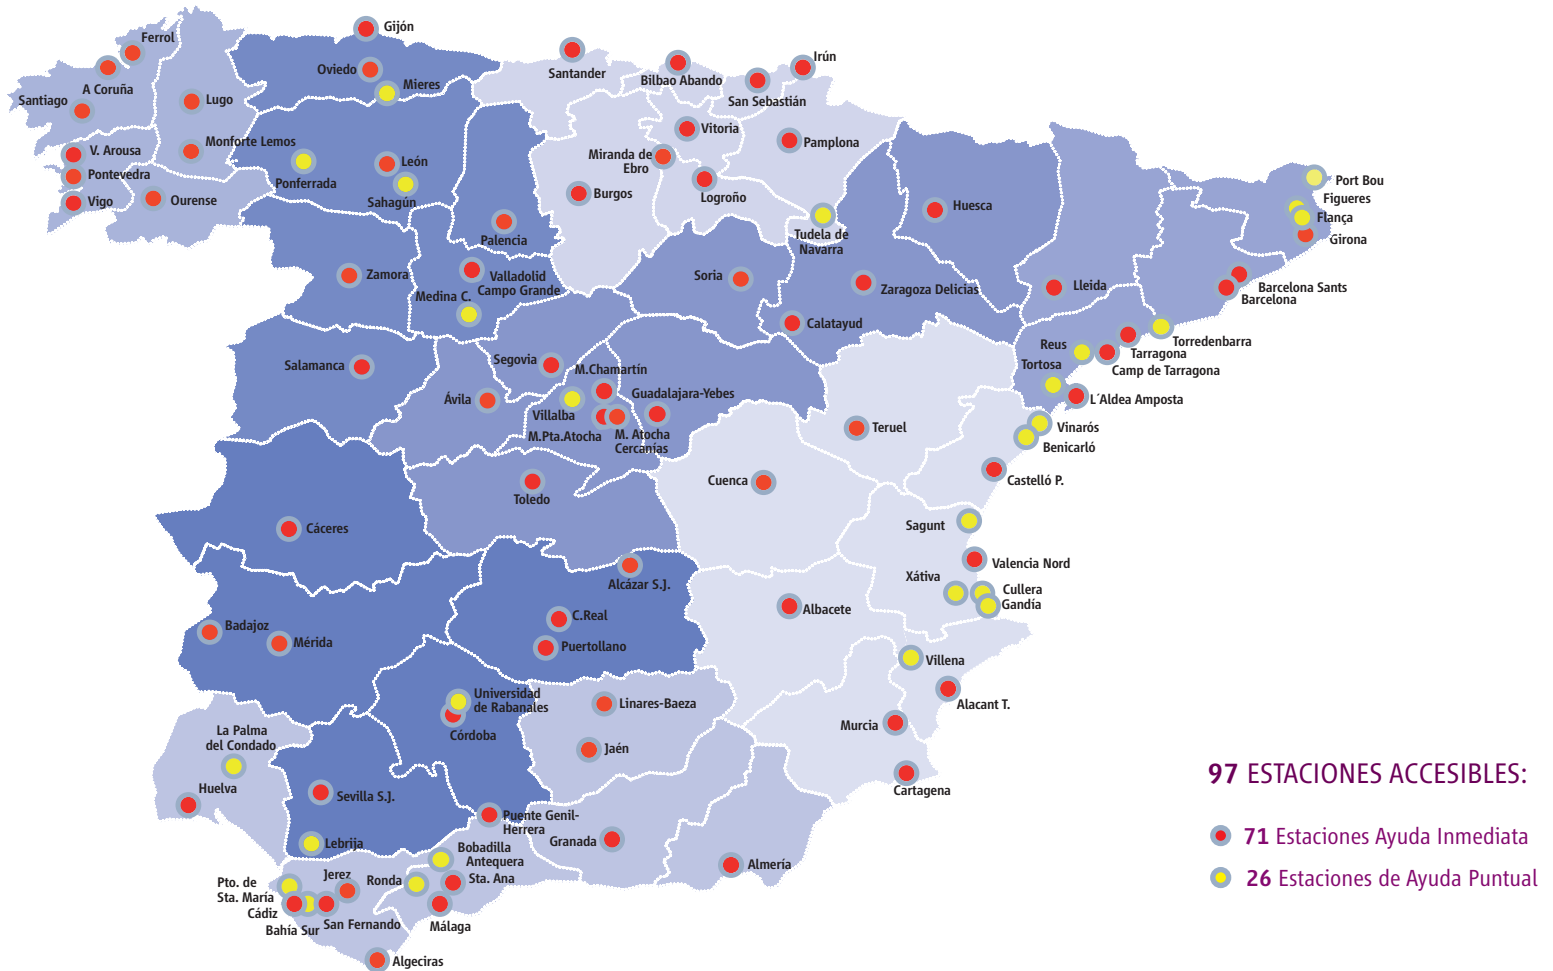 Gijón
Ferrol
Oviedo
Mieres
A Coruña
Santiago
Lugo
Santander
Bilbao Abando
Irún
San Sebastián
V. Arousa
Monforte Lemos
Pontevedra
Vigo
Ourense
Ponferrada
León
Sahagún
Palencia
Burgos
Miranda de
Ebro
Vitoria
Logroño
Pamplona
Tudela de
Navarra
Huesca
Port Bou
Figueres
Flança
Girona
Zamora
Valladolid
Campo Grande
Medina C.
Soria
Zaragoza Delicias
Calatayud
Lleida
Barcelona Sants
Barcelona
Torredenbarra
Tarragona
Camp de Tarragona
Reus
Tortosa
L´Aldea Amposta
Salamanca
Segovia
Ávila
M.Chamartín
Villalba
M.Pta.Atocha
M. Atocha
Cercanías
Guadalajara-Yebes
Teruel
Vinarós
Benicarló
Castelló P.
Cuenca
Toledo
Cáceres
Sagunt
Valencia Nord
Xátiva
Cullera
Gandía
Alcázar S.J.
C.Real
Puertollano
Albacete
Badajoz
Mérida
Villena
Alacant T.
Murcia
Cartagena
Universidad
de Rabanales
Córdoba
Linares-Baeza
Jaén
La Palma
del Condado
Huelva
Sevilla S.J.
Lebrija
Puente Genil-
Herrera
Granada
Almería
Bobadilla
Antequera
Sta. Ana
Ronda
Málaga
Jerez
Pto. de
Sta. María
Cádiz
Bahía Sur
San Fernando
Algeciras
97 ESTACIONES ACCESIBLES:
71 Estaciones Ayuda Inmediata
26 Estaciones de Ayuda Puntual